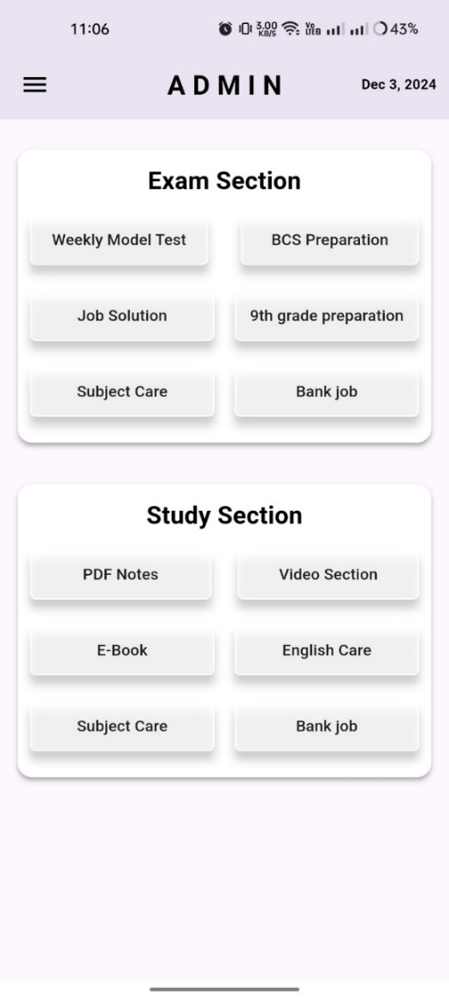 11:06 3.00 KB/S Vo LTE 43%
ADMIN Dec 3, 2024
Exam Section
Weekly Model Test BCS Preparation
Job Solution 9th grade preparation
Subject Care Bank job
Study Section
PDF Notes Video Section
E-Book English Care
Subject Care Bank job